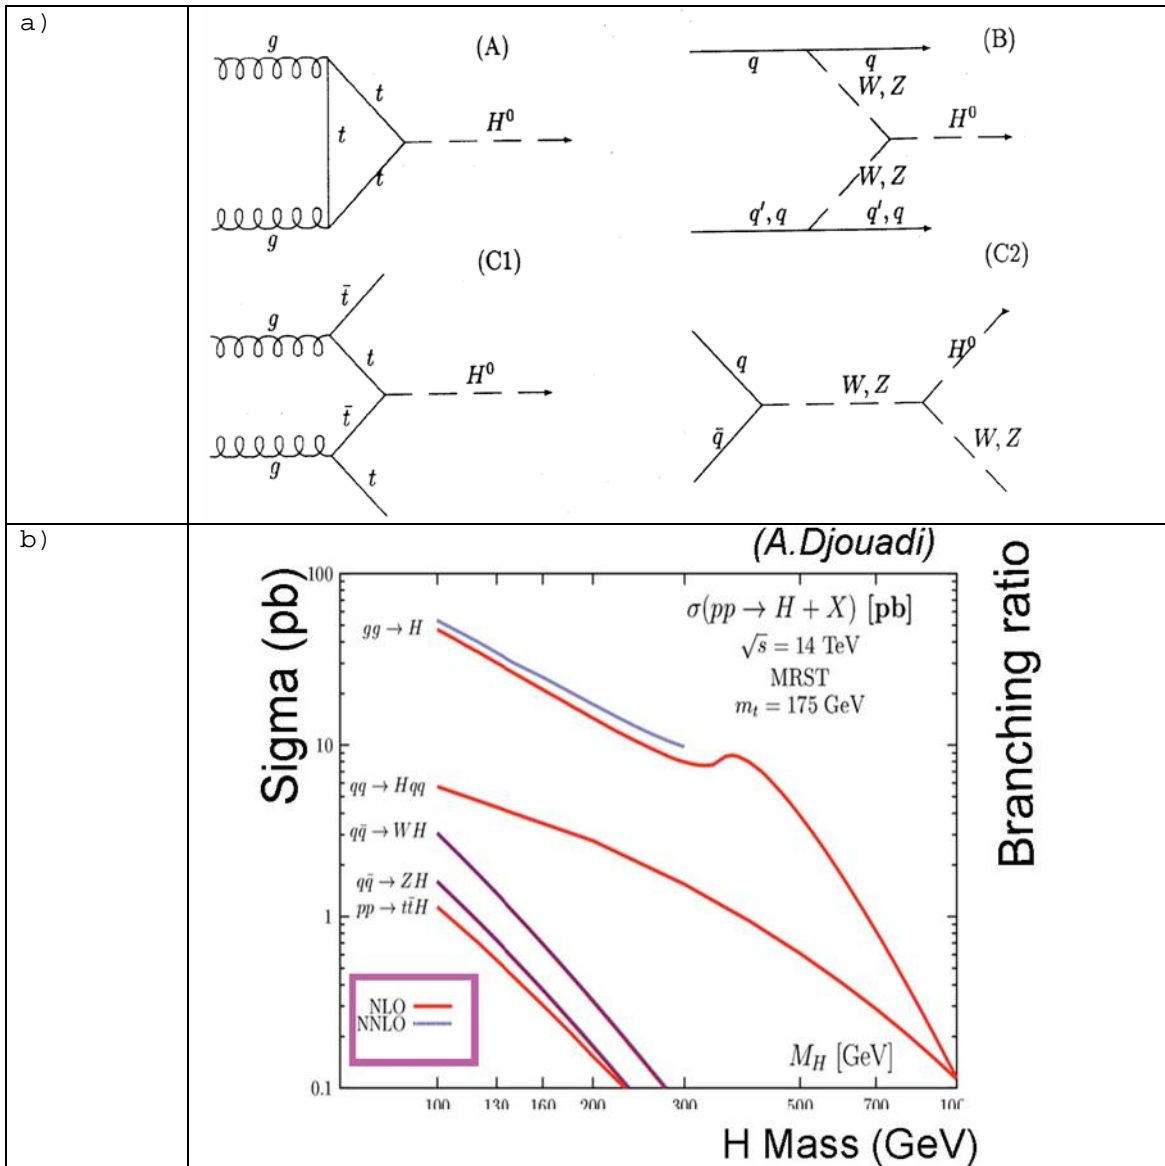 a)
(A)
g
t
t
t
g
H⁰
(B)
q
q
W, Z
H⁰
W, Z
q', q
q', q
(C1)
g
t̄
t
H⁰
t̄
g
t
(C2)
q
q̄
W, Z
H⁰
W, Z
b)
(A.Djouadi)
Sigma (pb)
Branching ratio
σ(pp → H + X) [pb]
√s = 14 TeV
MRST
mₜ = 175 GeV
100
10
1
0.1
gg → H
qq → Hqq
qq̄ → WH
qq̄ → ZH
pp → tt̄H
NLO
NNLO
M_H [GeV]
100 130 160 200 300 500 700
H Mass (GeV)